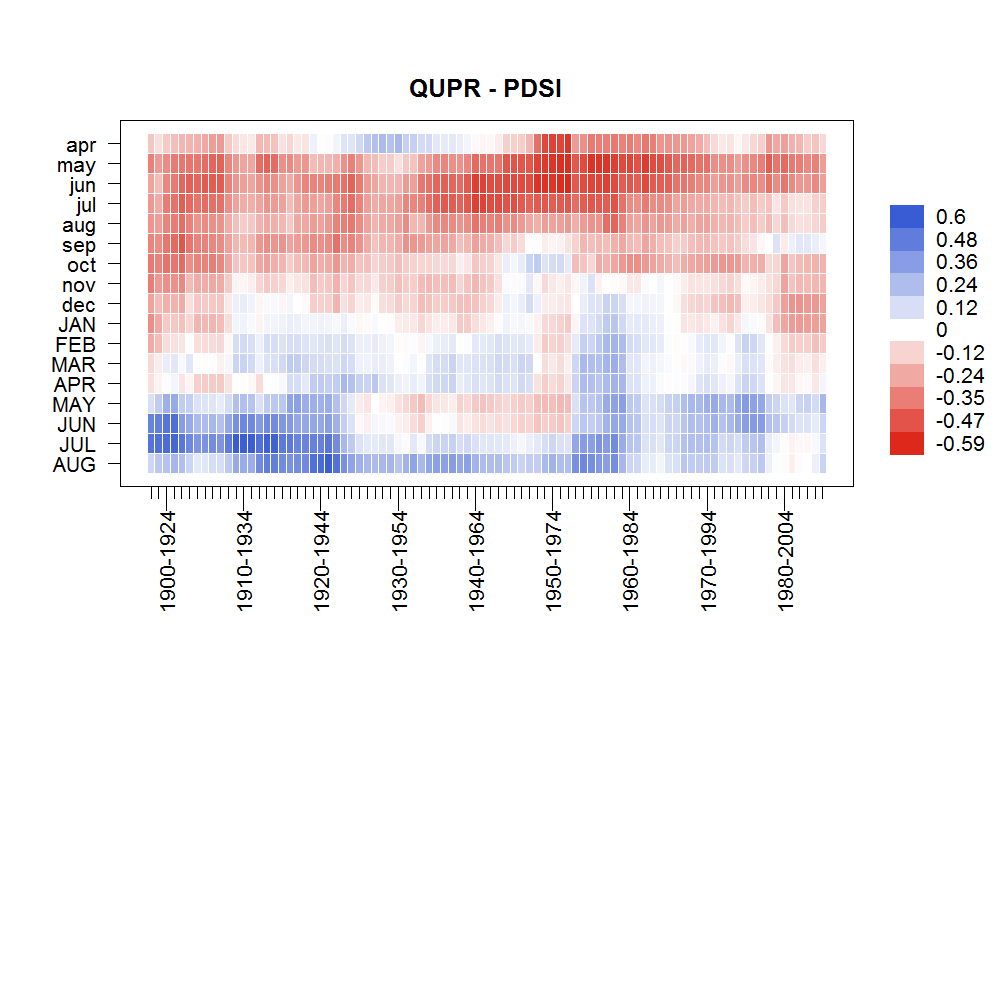 QUPR - PDSI
apr
may
jun
jul
aug
sep
oct
nov
dec
JAN
FEB
MAR
APR
MAY
JUN
JUL
AUG
0.6
0.48
0.36
0.24
0.12
0
-0.12
-0.24
-0.35
-0.47
-0.59
1900-1924
1910-1934
1920-1944
1930-1954
1940-1964
1950-1974
1960-1984
1970-1994
1980-2004